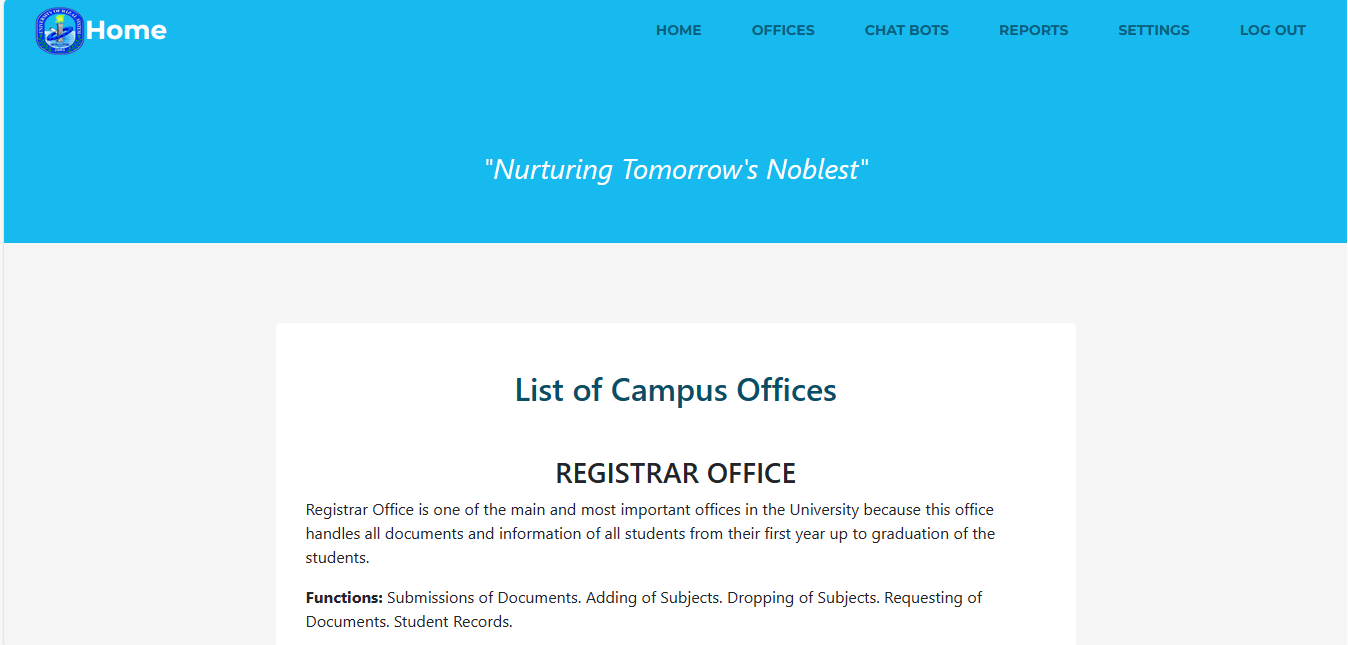 Home
HOME OFFICES CHAT BOTS REPORTS SETTINGS LOG OUT
"Nurturing Tomorrow's Noblest"
List of Campus Offices
REGISTRAR OFFICE
Registrar Office is one of the main and most important offices in the University because this office
handles all documents and information of all students from their first year up to graduation of the
students.
Functions: Submissions of Documents. Adding of Subjects. Dropping of Subjects. Requesting of
Documents. Student Records.